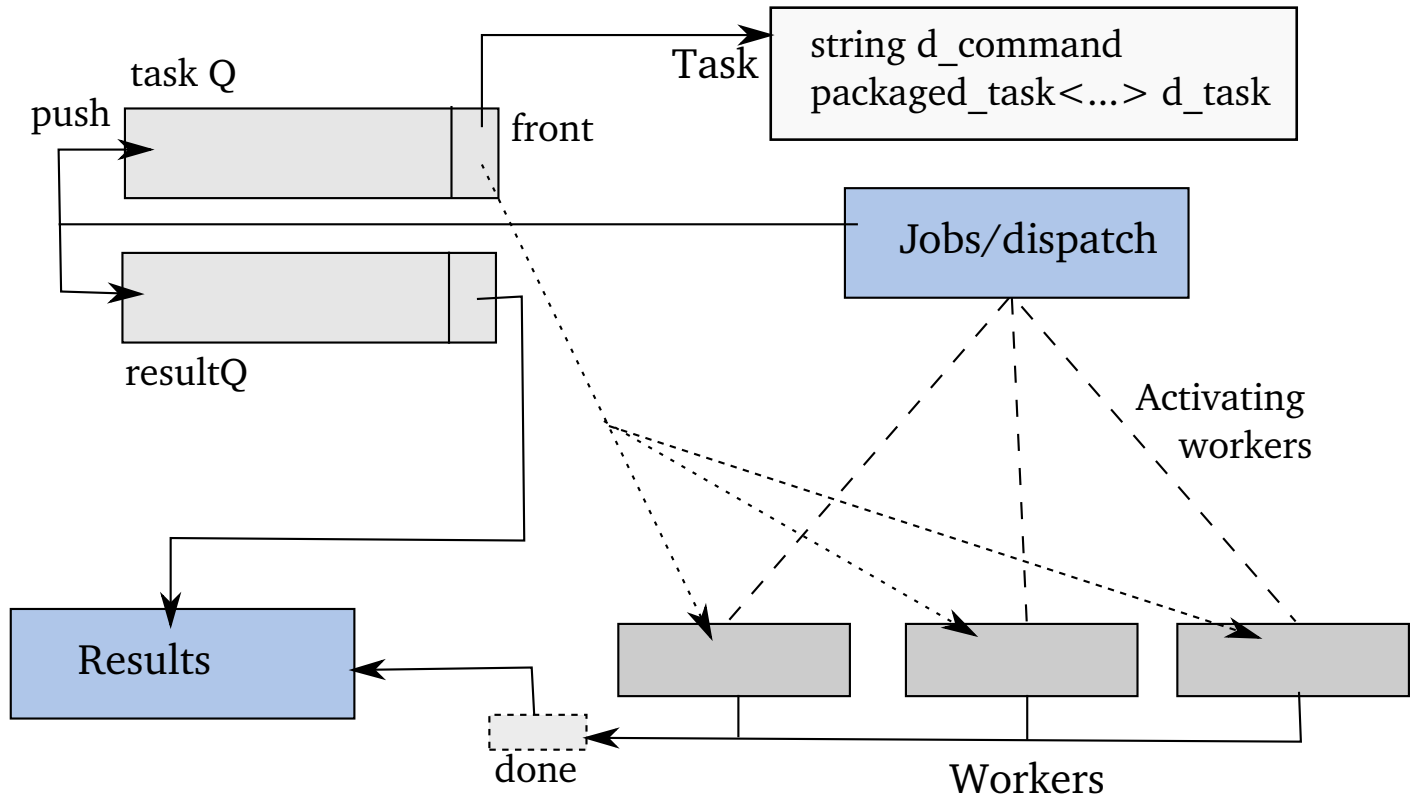 task Q
push
front
Task
string d_command
packaged_task<...> d_task
Jobs/dispatch
resultQ
Activating
workers
Results
done
Workers